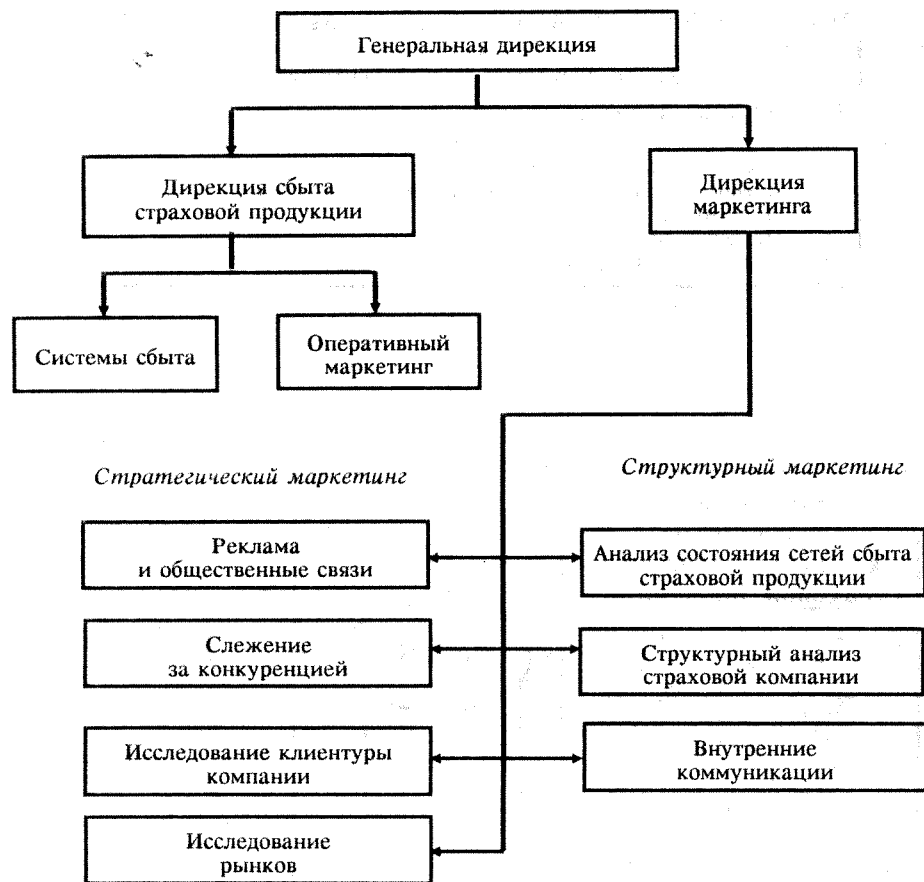 Генеральная дирекция
Дирекция сбыта
страховой продукции
Дирекция
маркетинга
Системы сбыта
Оперативный
маркетинг
Стратегический маркетинг
Структурный маркетинг
Реклама
и общественные связи
Анализ состояния сетей сбыта
страховой продукции
Слежение
за конкуренцией
Структурный анализ
страховой компании
Исследование клиентуры
компании
Внутренние
коммуникации
Исследование
рынков